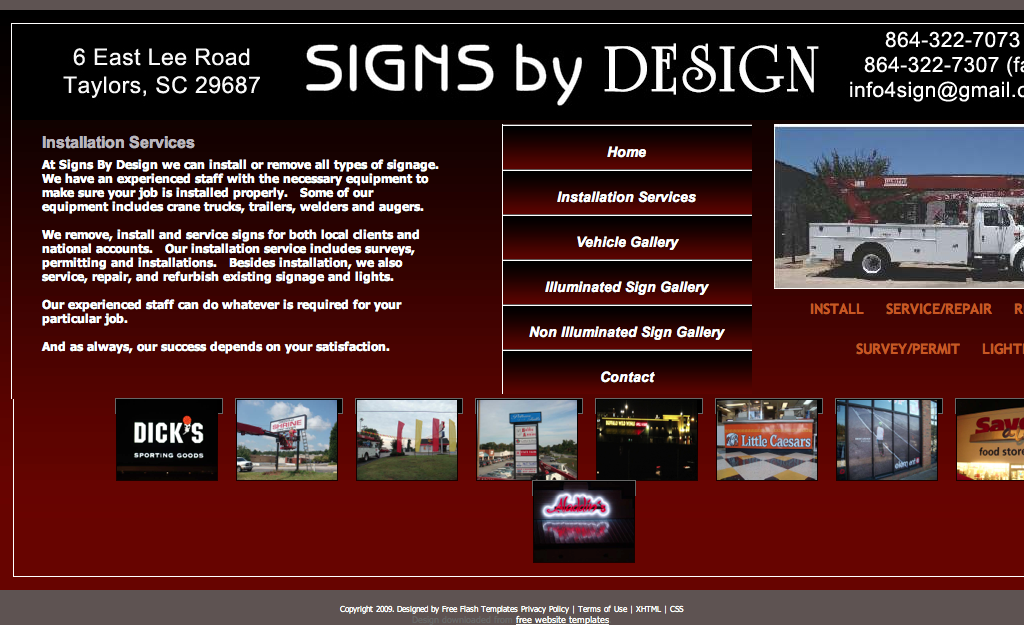 6 East Lee Road
Taylors, SC 29687
SIGNS by DESIGN
864-322-7073
864-322-7307 (fa
info4sign@gmail.c
Installation Services
At Signs By Design we can install or remove all types of signage.
We have an experienced staff with the necessary equipment to
make sure your job is installed properly. Some of our
equipment includes crane trucks, trailers, welders and augers.
We remove, install and service signs for both local clients and
national accounts. Our installation service includes surveys,
permitting and installations. Besides installation, we also
service, repair, and refurbish existing signage and lights.
Our experienced staff can do whatever is required for your
particular job.
And as always, our success depends on your satisfaction.
Home
Installation Services
Vehicle Gallery
Illuminated Sign Gallery
Non Illuminated Sign Gallery
Contact
INSTALL SERVICE/REPAIR R
SURVEY/PERMIT LIGHT
DICK'S
SPORTING GOODS
SHRINE
BUFFALO WILD WINGS
Little Caesars
element
Save
food store
Copyright 2009. Designed by Free Flash Templates Privacy Policy | Terms of Use | XHTML | CSS
Design downloaded from free website templates